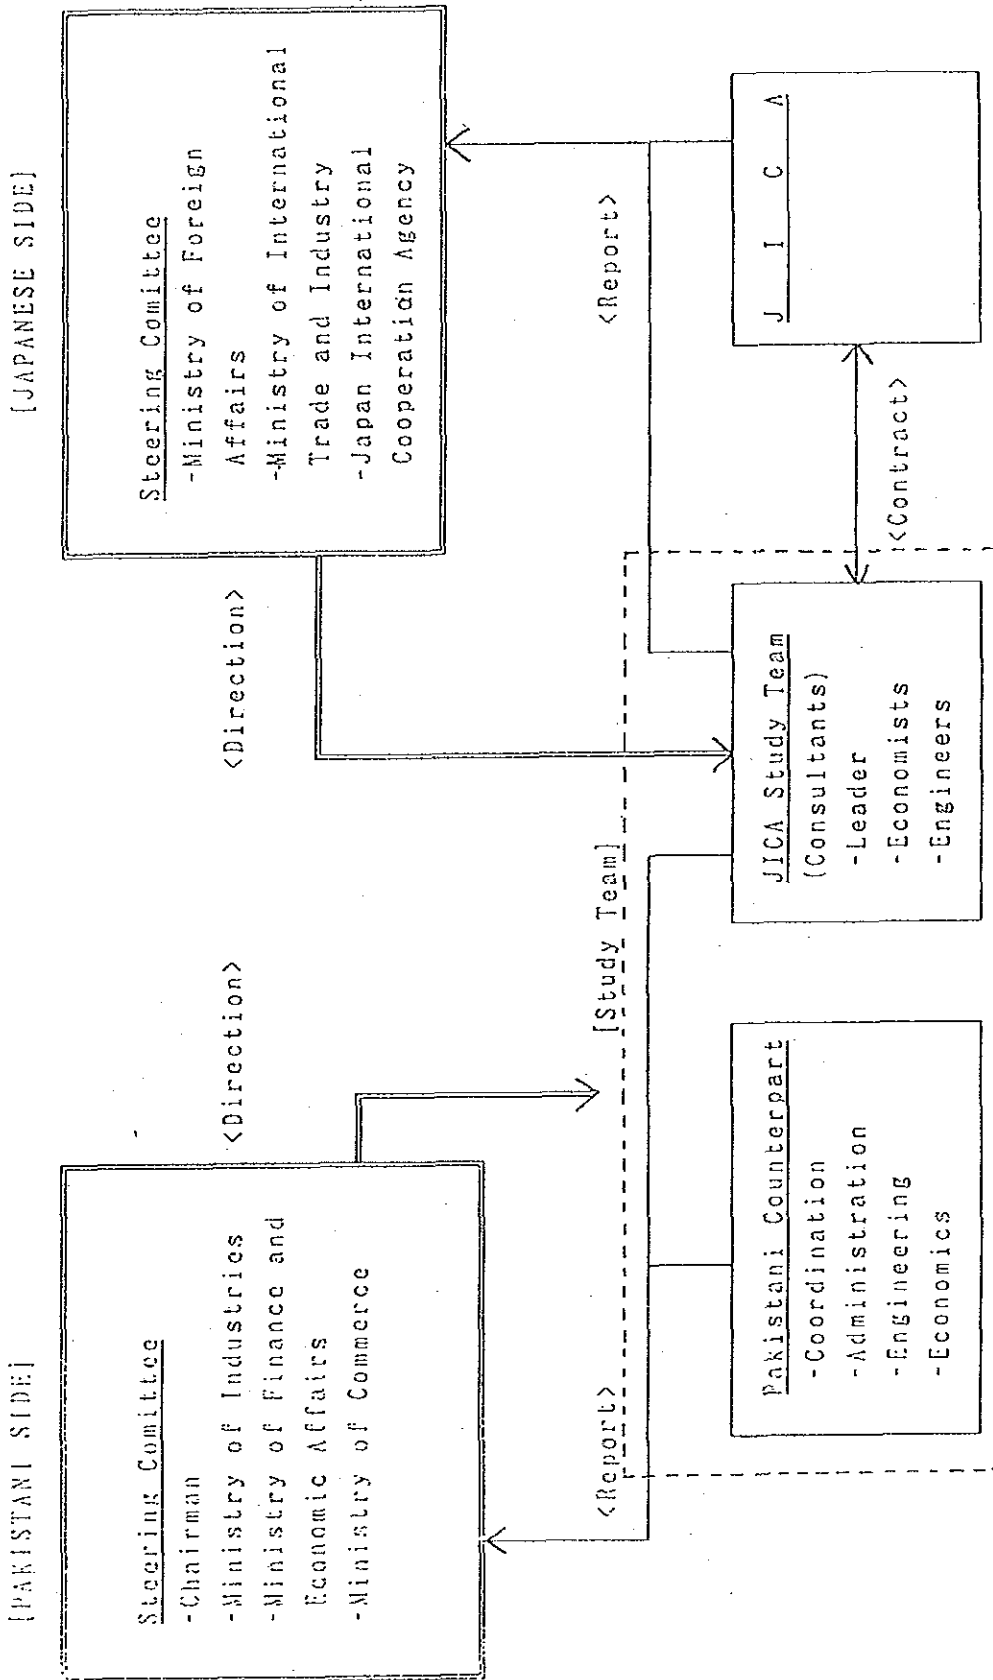 [PAKISTANI SIDE]
[JAPANESE SIDE]
Steering Comittee
-Chairman
-Ministry of Industries
-Ministry of Finance and
Economic Affairs
-Ministry of Commerce
<Direction>
<Direction>
Steering Comittee
-Ministry of Foreign
Affairs
-Ministry of International
Trade and Industry
-Japan International
Cooperation Agency
<Report>
[Study Team]
<Report>
Pakistani Counterpart
-Coordination
-Administration
-Engineering
-Economics
JICA Study Team
(Consultants)
-Leader
-Economists
-Engineers
<Contract>
J I C A